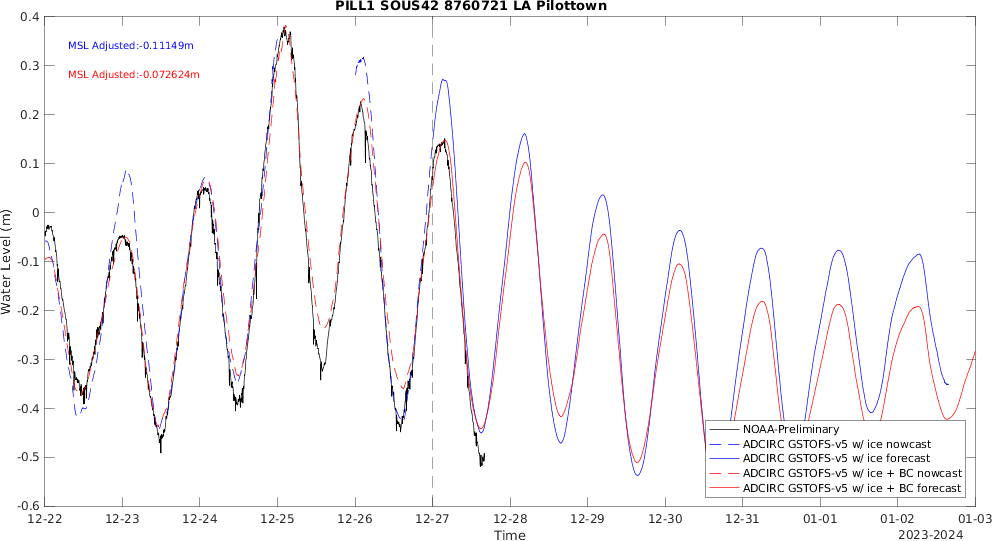 PILL1 SOUS42 8760721 LA Pilottown
MSL Adjusted:-0.11149m
MSL Adjusted:-0.072624m
Water Level (m)
0.4
0.3
0.2
0.1
0
-0.1
-0.2
-0.3
-0.4
-0.5
-0.6
NOAA-Preliminary
ADCIRC GSTOFS-v5 w/ ice nowcast
ADCIRC GSTOFS-v5 w/ ice forecast
ADCIRC GSTOFS-v5 w/ ice + BC nowcast
ADCIRC GSTOFS-v5 w/ ice + BC forecast
12-22 12-23 12-24 12-25 12-26 12-27 12-28 12-29 12-30 12-31 01-01 01-02 01-03
Time
2023-2024